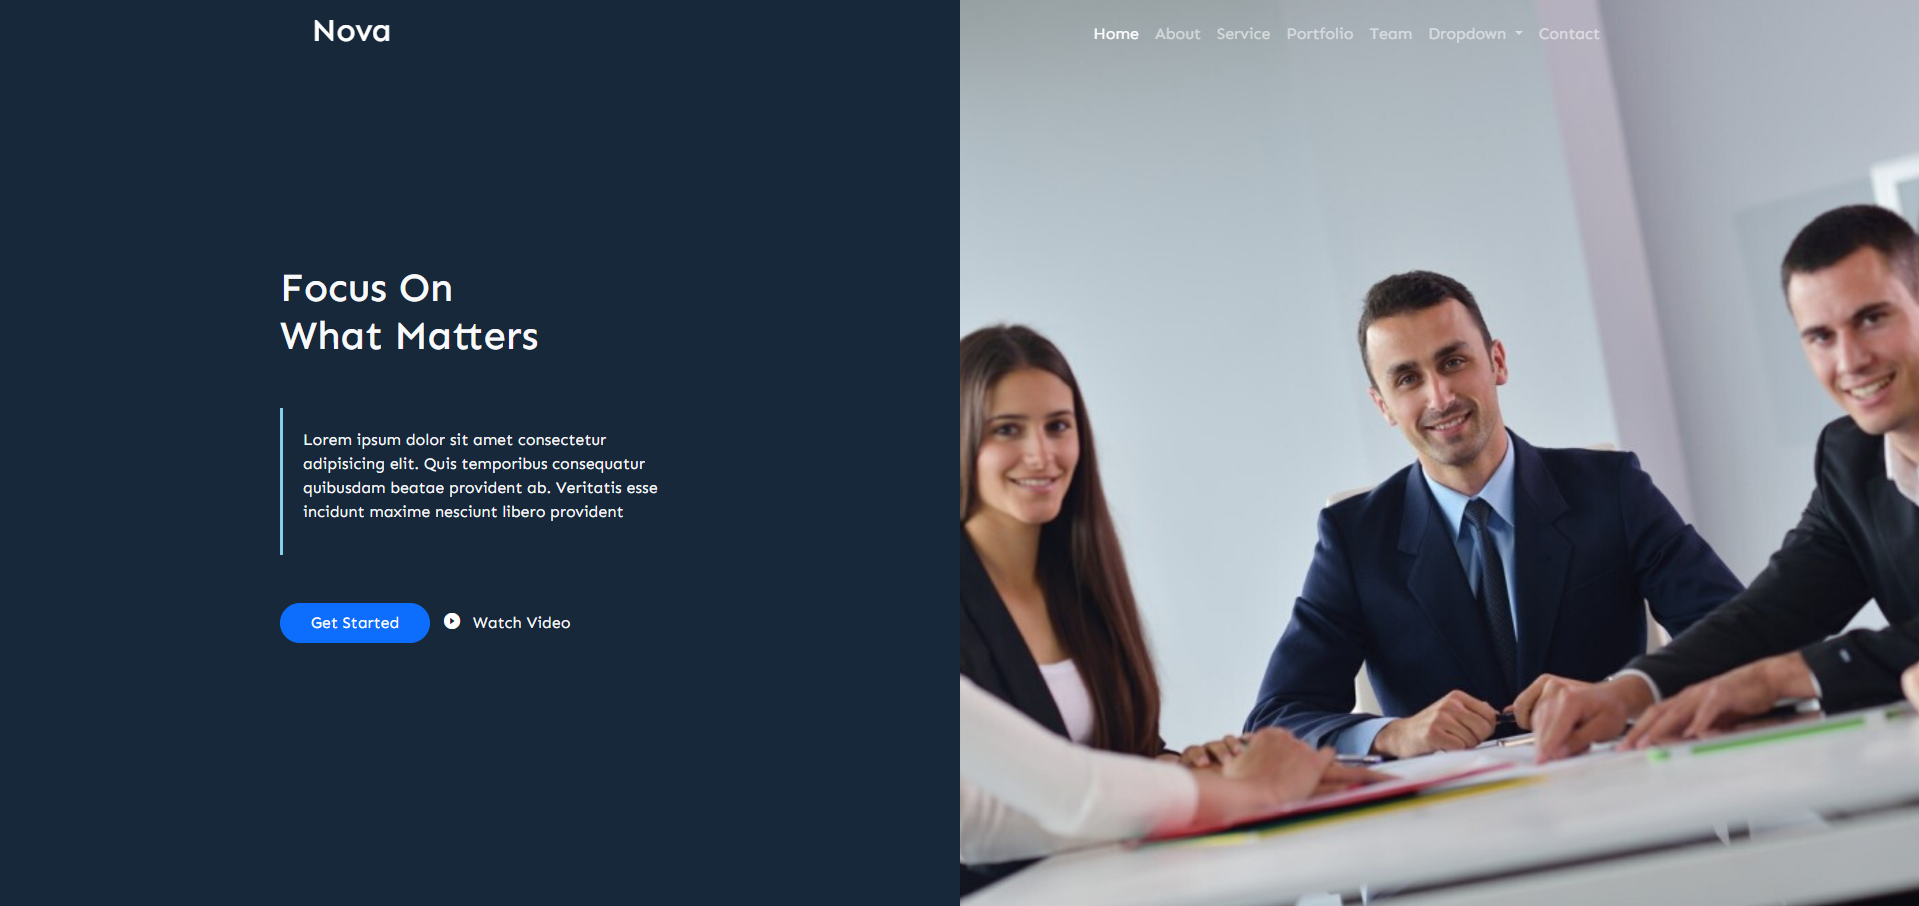 Nova
Home About Service Portfolio Team Dropdown Contact
Focus On
What Matters
Lorem ipsum dolor sit amet consectetur
adipisicing elit. Quis temporibus consequatur
quibusdam beatae provident ab. Veritatis esse
incidunt maxime nesciunt libero provident
Get Started Watch Video